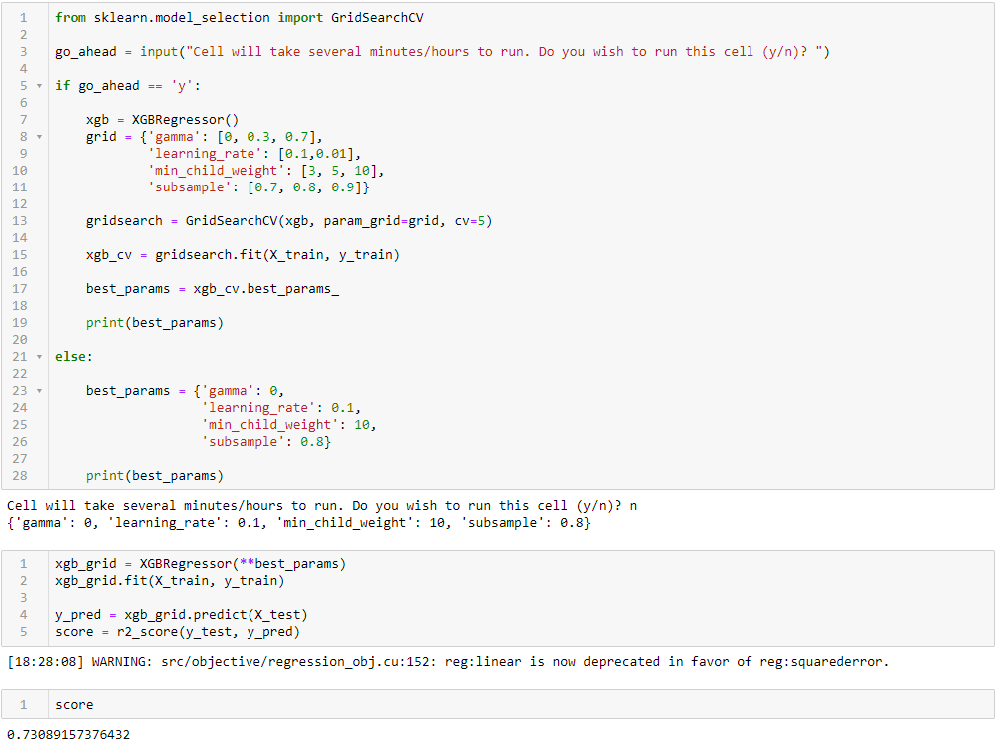 1 from sklearn.model_selection import GridSearchCV
2
3 go_ahead = input("Cell will take several minutes/hours to run. Do you wish to run this cell (y/n)? ")
4
5 if go_ahead == 'y':
6
7 xgb = XGBRegressor()
8 grid = {'gamma': [0, 0.3, 0.7],
9 'learning_rate': [0.1,0.01],
10 'min_child_weight': [3, 5, 10],
11 'subsample': [0.7, 0.8, 0.9]}
12
13 gridsearch = GridSearchCV(xgb, param_grid=grid, cv=5)
14
15 xgb_cv = gridsearch.fit(X_train, y_train)
16
17 best_params = xgb_cv.best_params_
18
19 print(best_params)
20
21 else:
22
23 best_params = {'gamma': 0,
24 'learning_rate': 0.1,
25 'min_child_weight': 10,
26 'subsample': 0.8}
27
28 print(best_params)
Cell will take several minutes/hours to run. Do you wish to run this cell (y/n)? n
{'gamma': 0, 'learning_rate': 0.1, 'min_child_weight': 10, 'subsample': 0.8}
1 xgb_grid = XGBRegressor(**best_params)
2 xgb_grid.fit(X_train, y_train)
3
4 y_pred = xgb_grid.predict(X_test)
5 score = r2_score(y_test, y_pred)
[18:28:08] WARNING: src/objective/regression_obj.cu:152: reg:linear is now deprecated in favor of reg:squarederror.
1 score
0.73089157376432